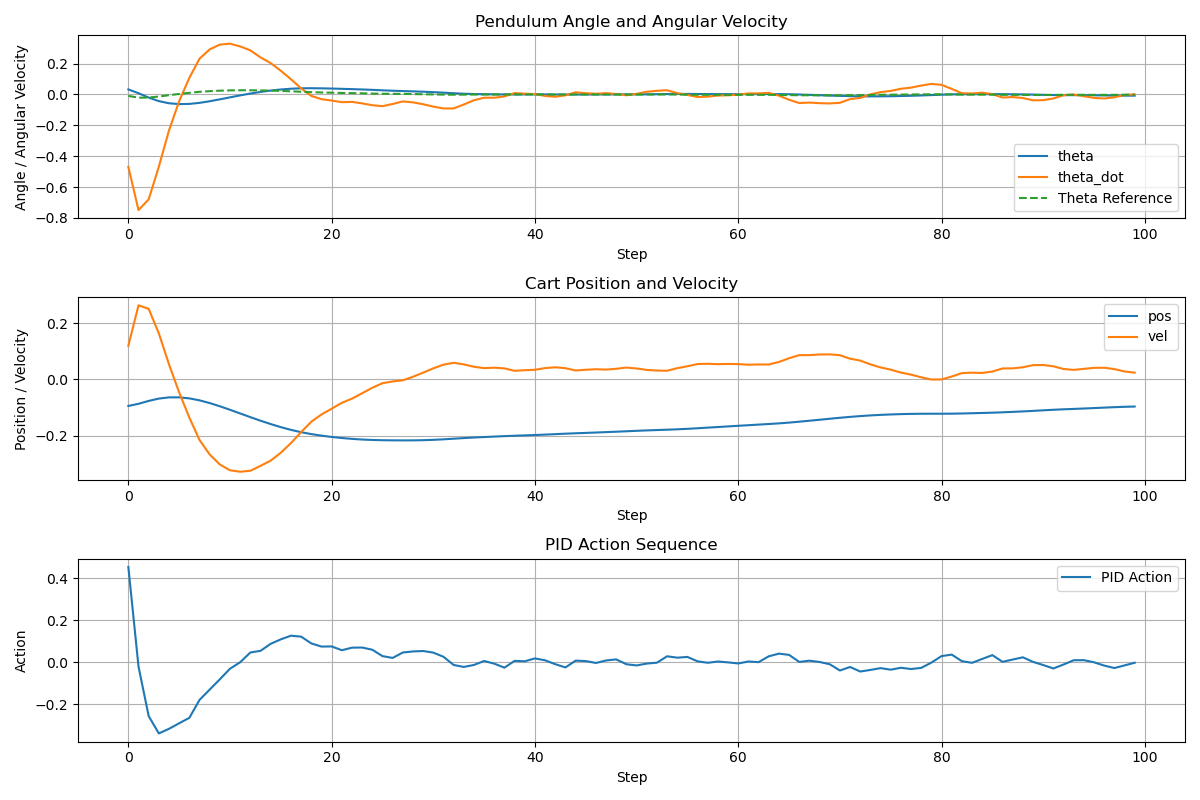 Pendulum Angle and Angular Velocity
Angle / Angular Velocity
0.2
0.0
−0.2
−0.4
−0.6
−0.8
theta
theta_dot
Theta Reference
0 20 40 60 80 100
Step
Cart Position and Velocity
Position / Velocity
0.2
0.0
−0.2
pos
vel
0 20 40 60 80 100
Step
PID Action Sequence
Action
0.4
0.2
0.0
−0.2
PID Action
0 20 40 60 80 100
Step